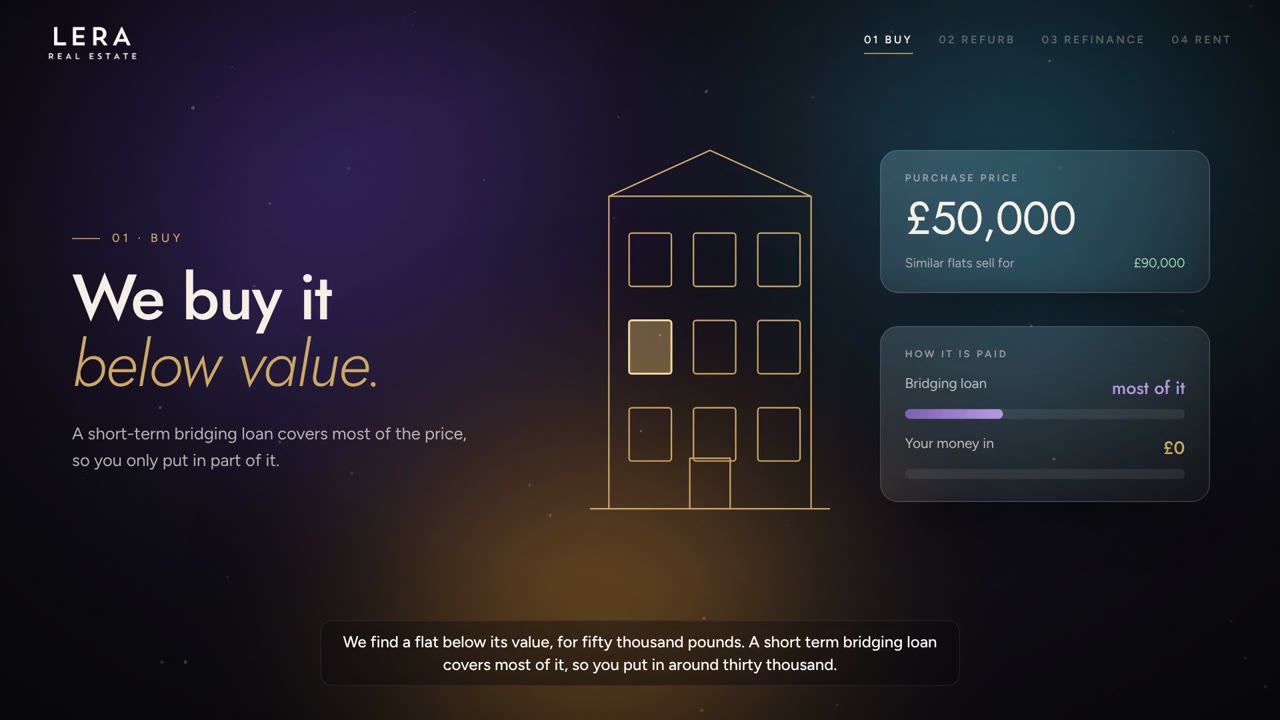 LERA
REAL ESTATE
01 BUY
02 REFURB
03 REFINANCE
04 RENT
01 · BUY
We buy it
below value.
A short-term bridging loan covers most of the price,
so you only put in part of it.
PURCHASE PRICE
£50,000
Similar flats sell for
£90,000
HOW IT IS PAID
Bridging loan
most of it
Your money in
£0
We find a flat below its value, for fifty thousand pounds. A short term bridging loan
covers most of it, so you put in around thirty thousand.